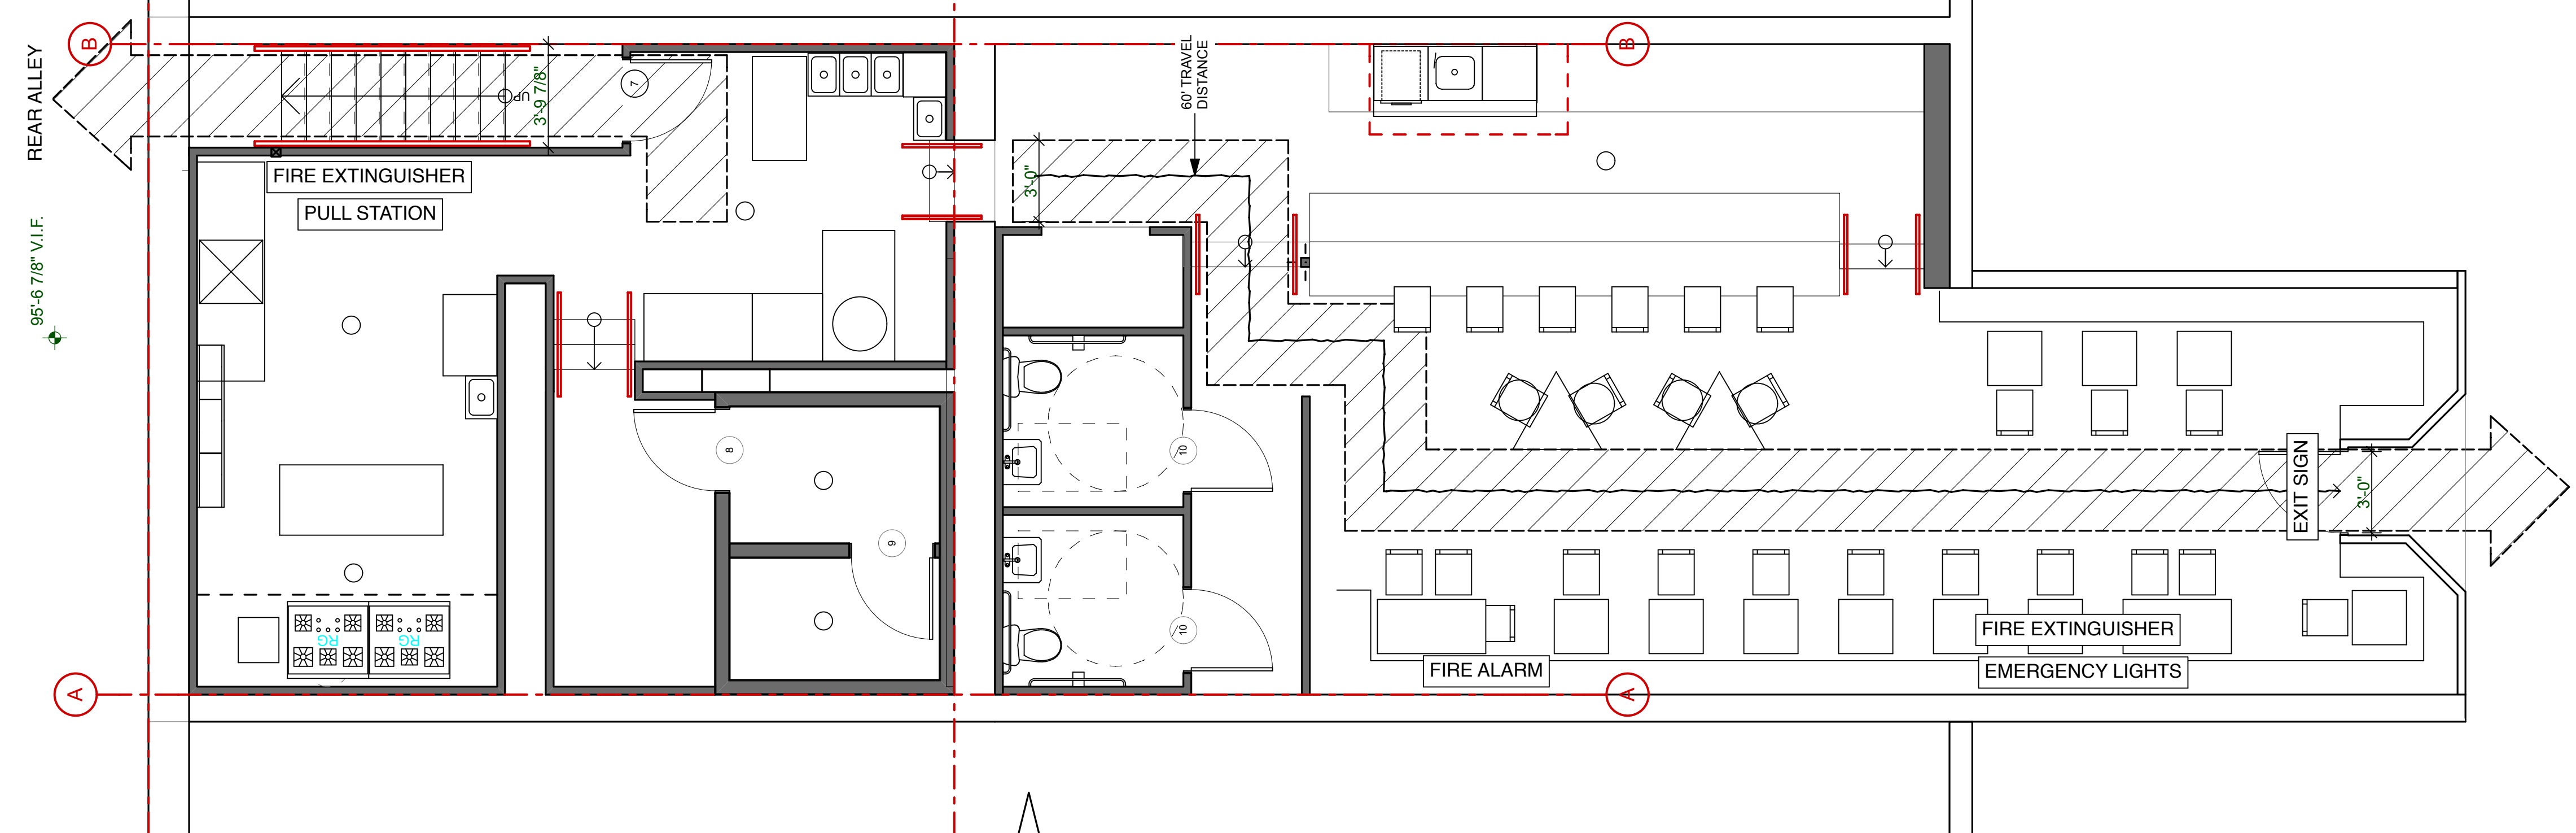 REAR ALLEY
95'-6 7/8" V.I.F.
B
A
FIRE EXTINGUISHER
PULL STATION
UP
3'-9 7/8"
7
RG
RG
8
9
3'-0"
60' TRAVEL
DISTANCE
10
10
B
A
FIRE ALARM
FIRE EXTINGUISHER
EMERGENCY LIGHTS
EXIT SIGN
3'-0"